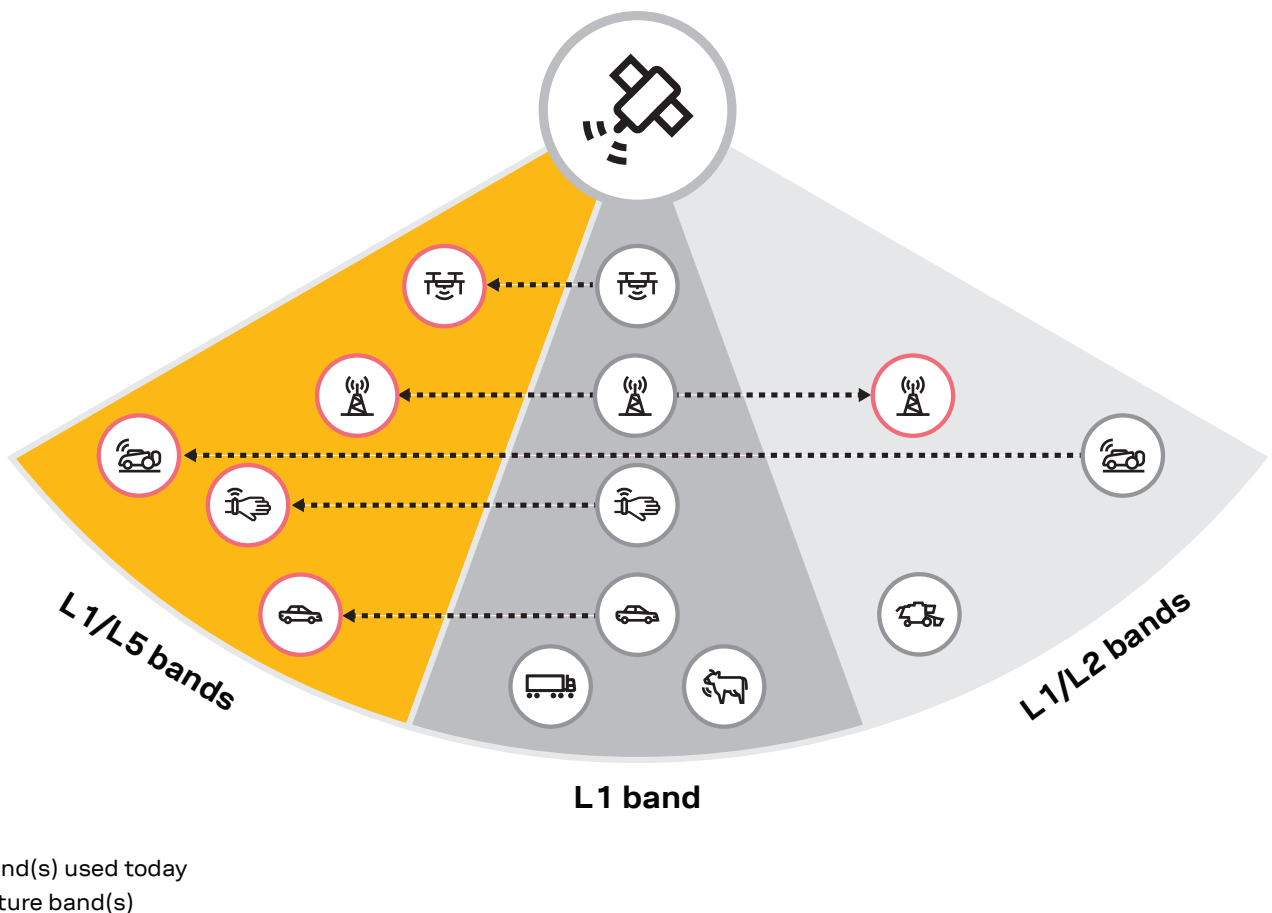 L1/L5 bands
L1/L2 bands
L1 band
nd(s) used today
ture band(s)